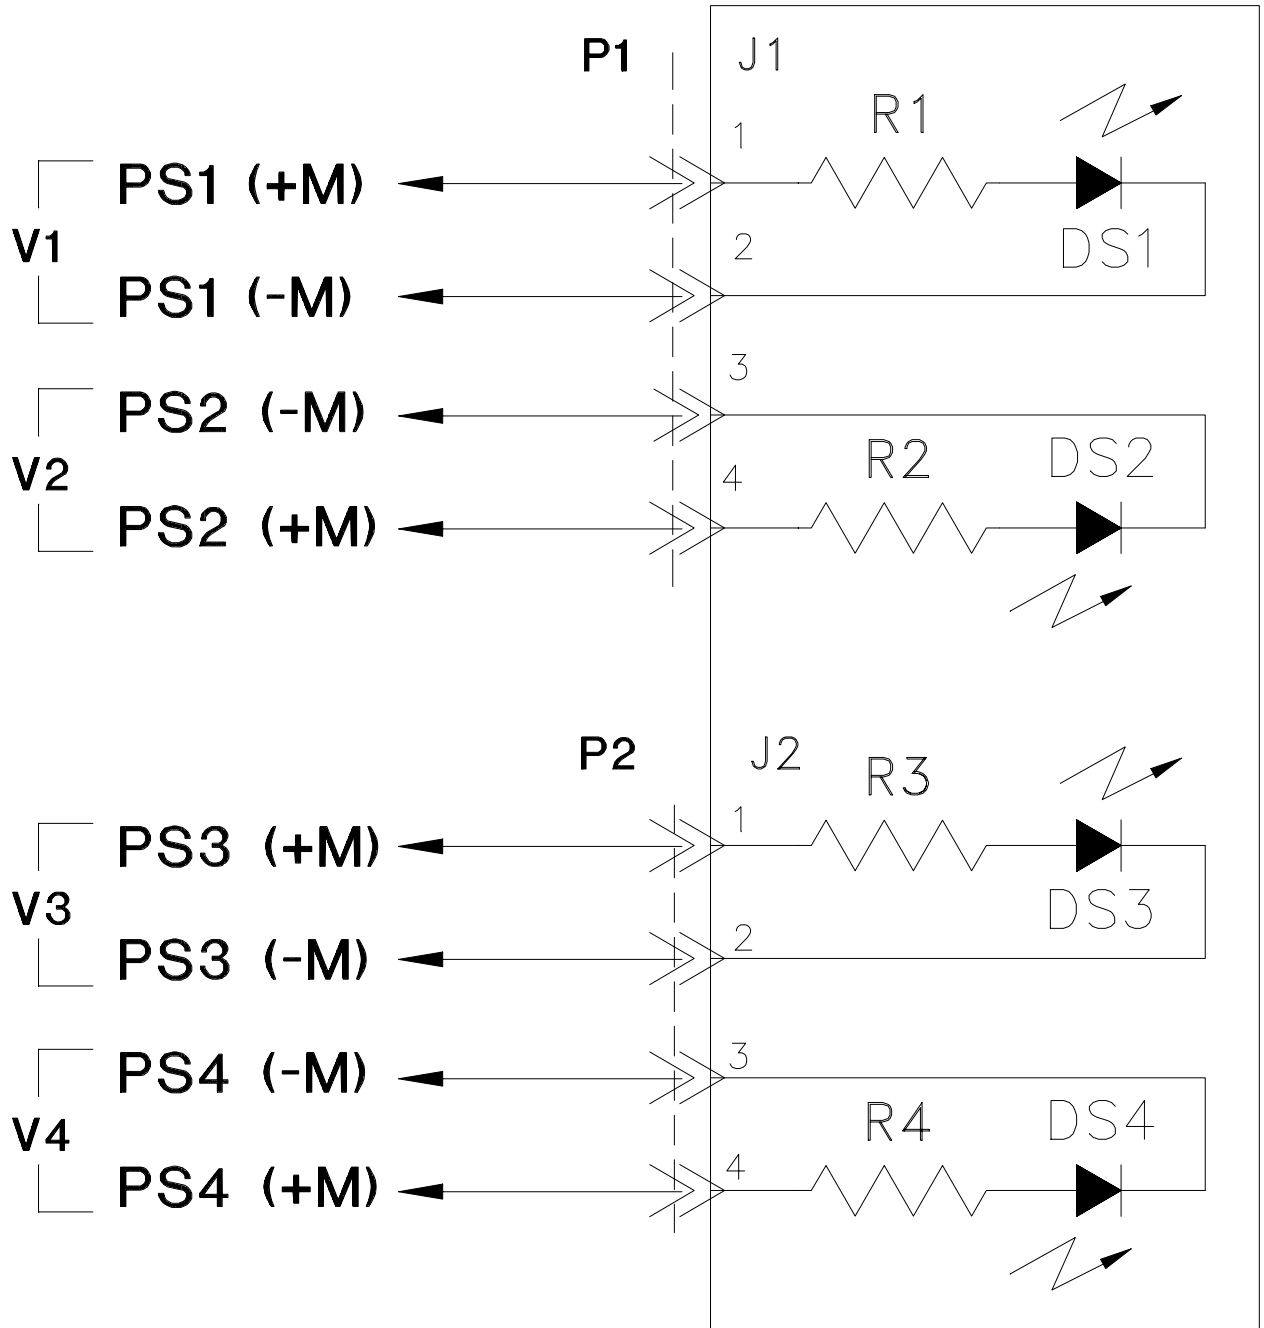 P1 J1
R1
1
PS1 (+M)
V1
2
DS1
PS1 (-M)
3
PS2 (-M)
R2 DS2
V2
4
PS2 (+M)
P2 J2
R3
1
PS3 (+M)
V3
DS3
2
PS3 (-M)
3
PS4 (-M)
R4 DS4
V4
4
PS4 (+M)